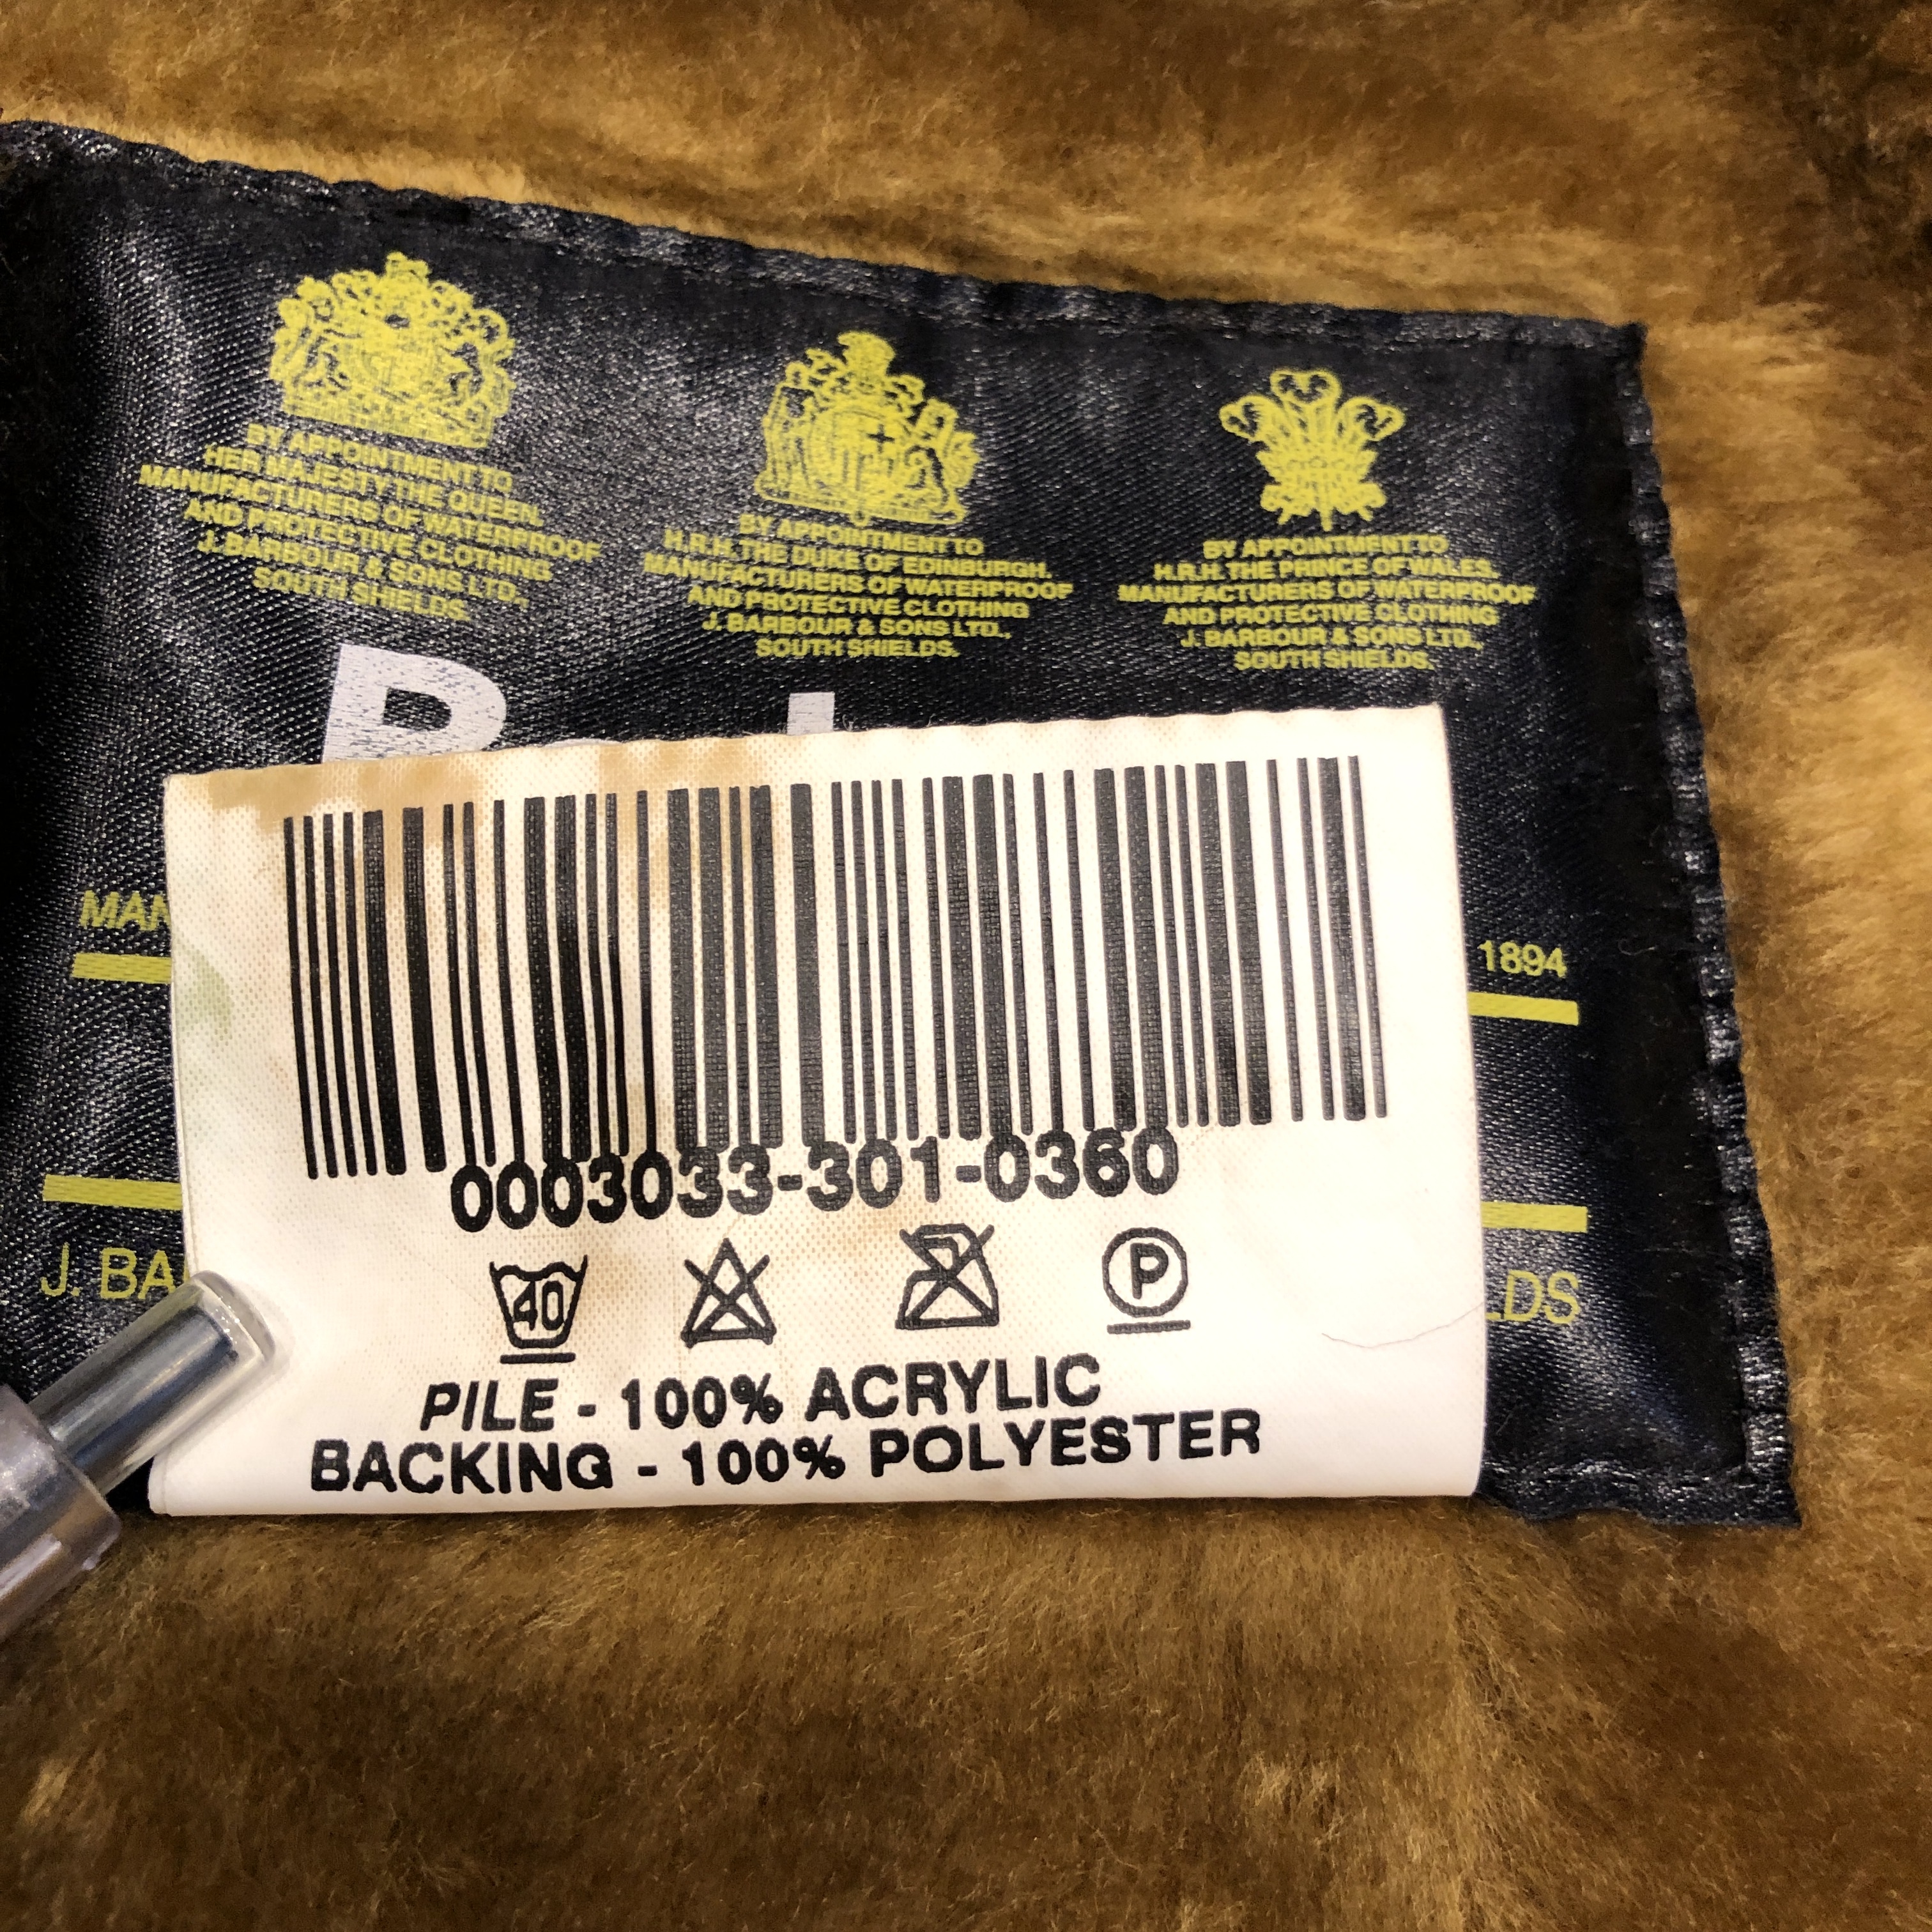 BY APPOINTMENT TO
HER MAJESTY THE QUEEN.
MANUFACTURERS OF WATERPROOF
AND PROTECTIVE CLOTHING
J. BARBOUR & SONS LTD.,
SOUTH SHIELDS.
BY APPOINTMENT TO
H.R.H. THE DUKE OF EDINBURGH.
MANUFACTURERS OF WATERPROOF
AND PROTECTIVE CLOTHING
J. BARBOUR & SONS LTD.,
SOUTH SHIELDS.
BY APPOINTMENT TO
H.R.H. THE PRINCE OF WALES.
MANUFACTURERS OF WATERPROOF
AND PROTECTIVE CLOTHING
J. BARBOUR & SONS LTD.,
SOUTH SHIELDS.
MAN
1894
0003033-301-0360
J. BA
LDS
40
P
PILE - 100% ACRYLIC
BACKING - 100% POLYESTER